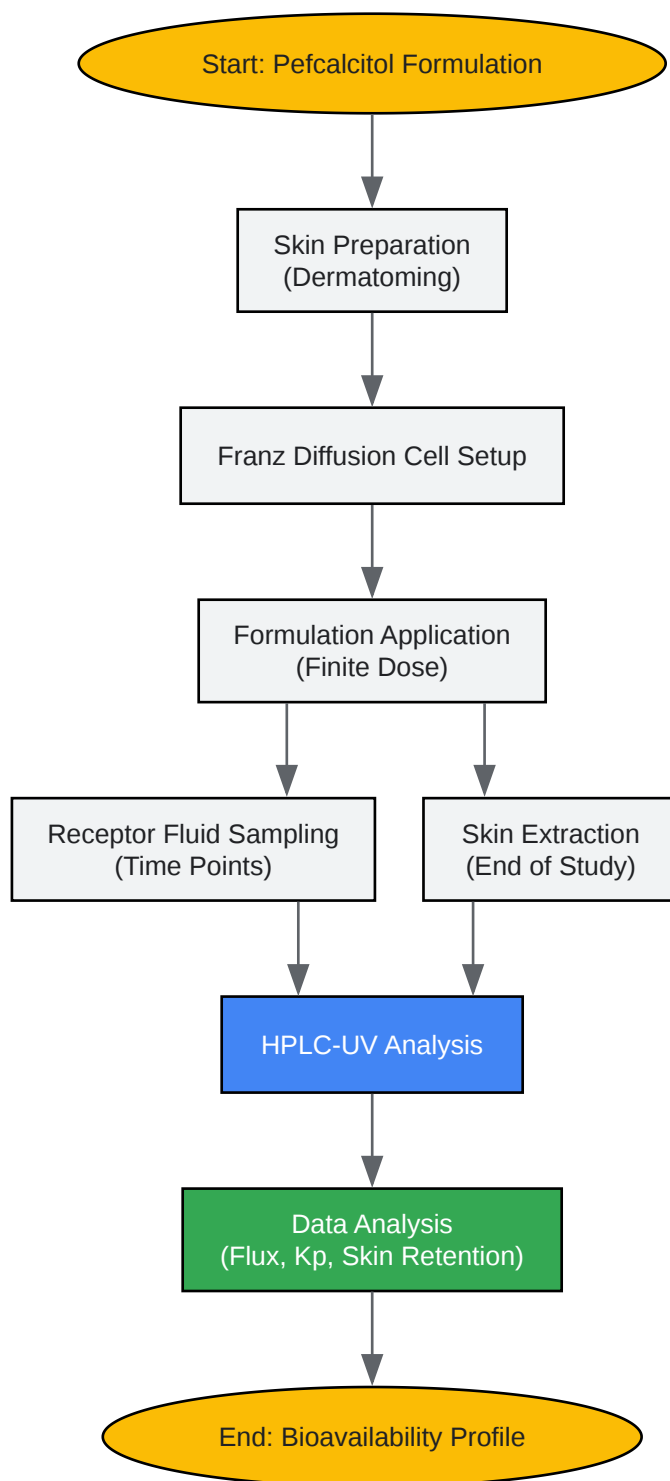 Start: Pefcalcitol Formulation
Skin Preparation
(Dermatoming)
Franz Diffusion Cell Setup
Formulation Application
(Finite Dose)
Receptor Fluid Sampling
(Time Points)
Skin Extraction
(End of Study)
HPLC-UV Analysis
Data Analysis
(Flux, Kp, Skin Retention)
End: Bioavailability Profile